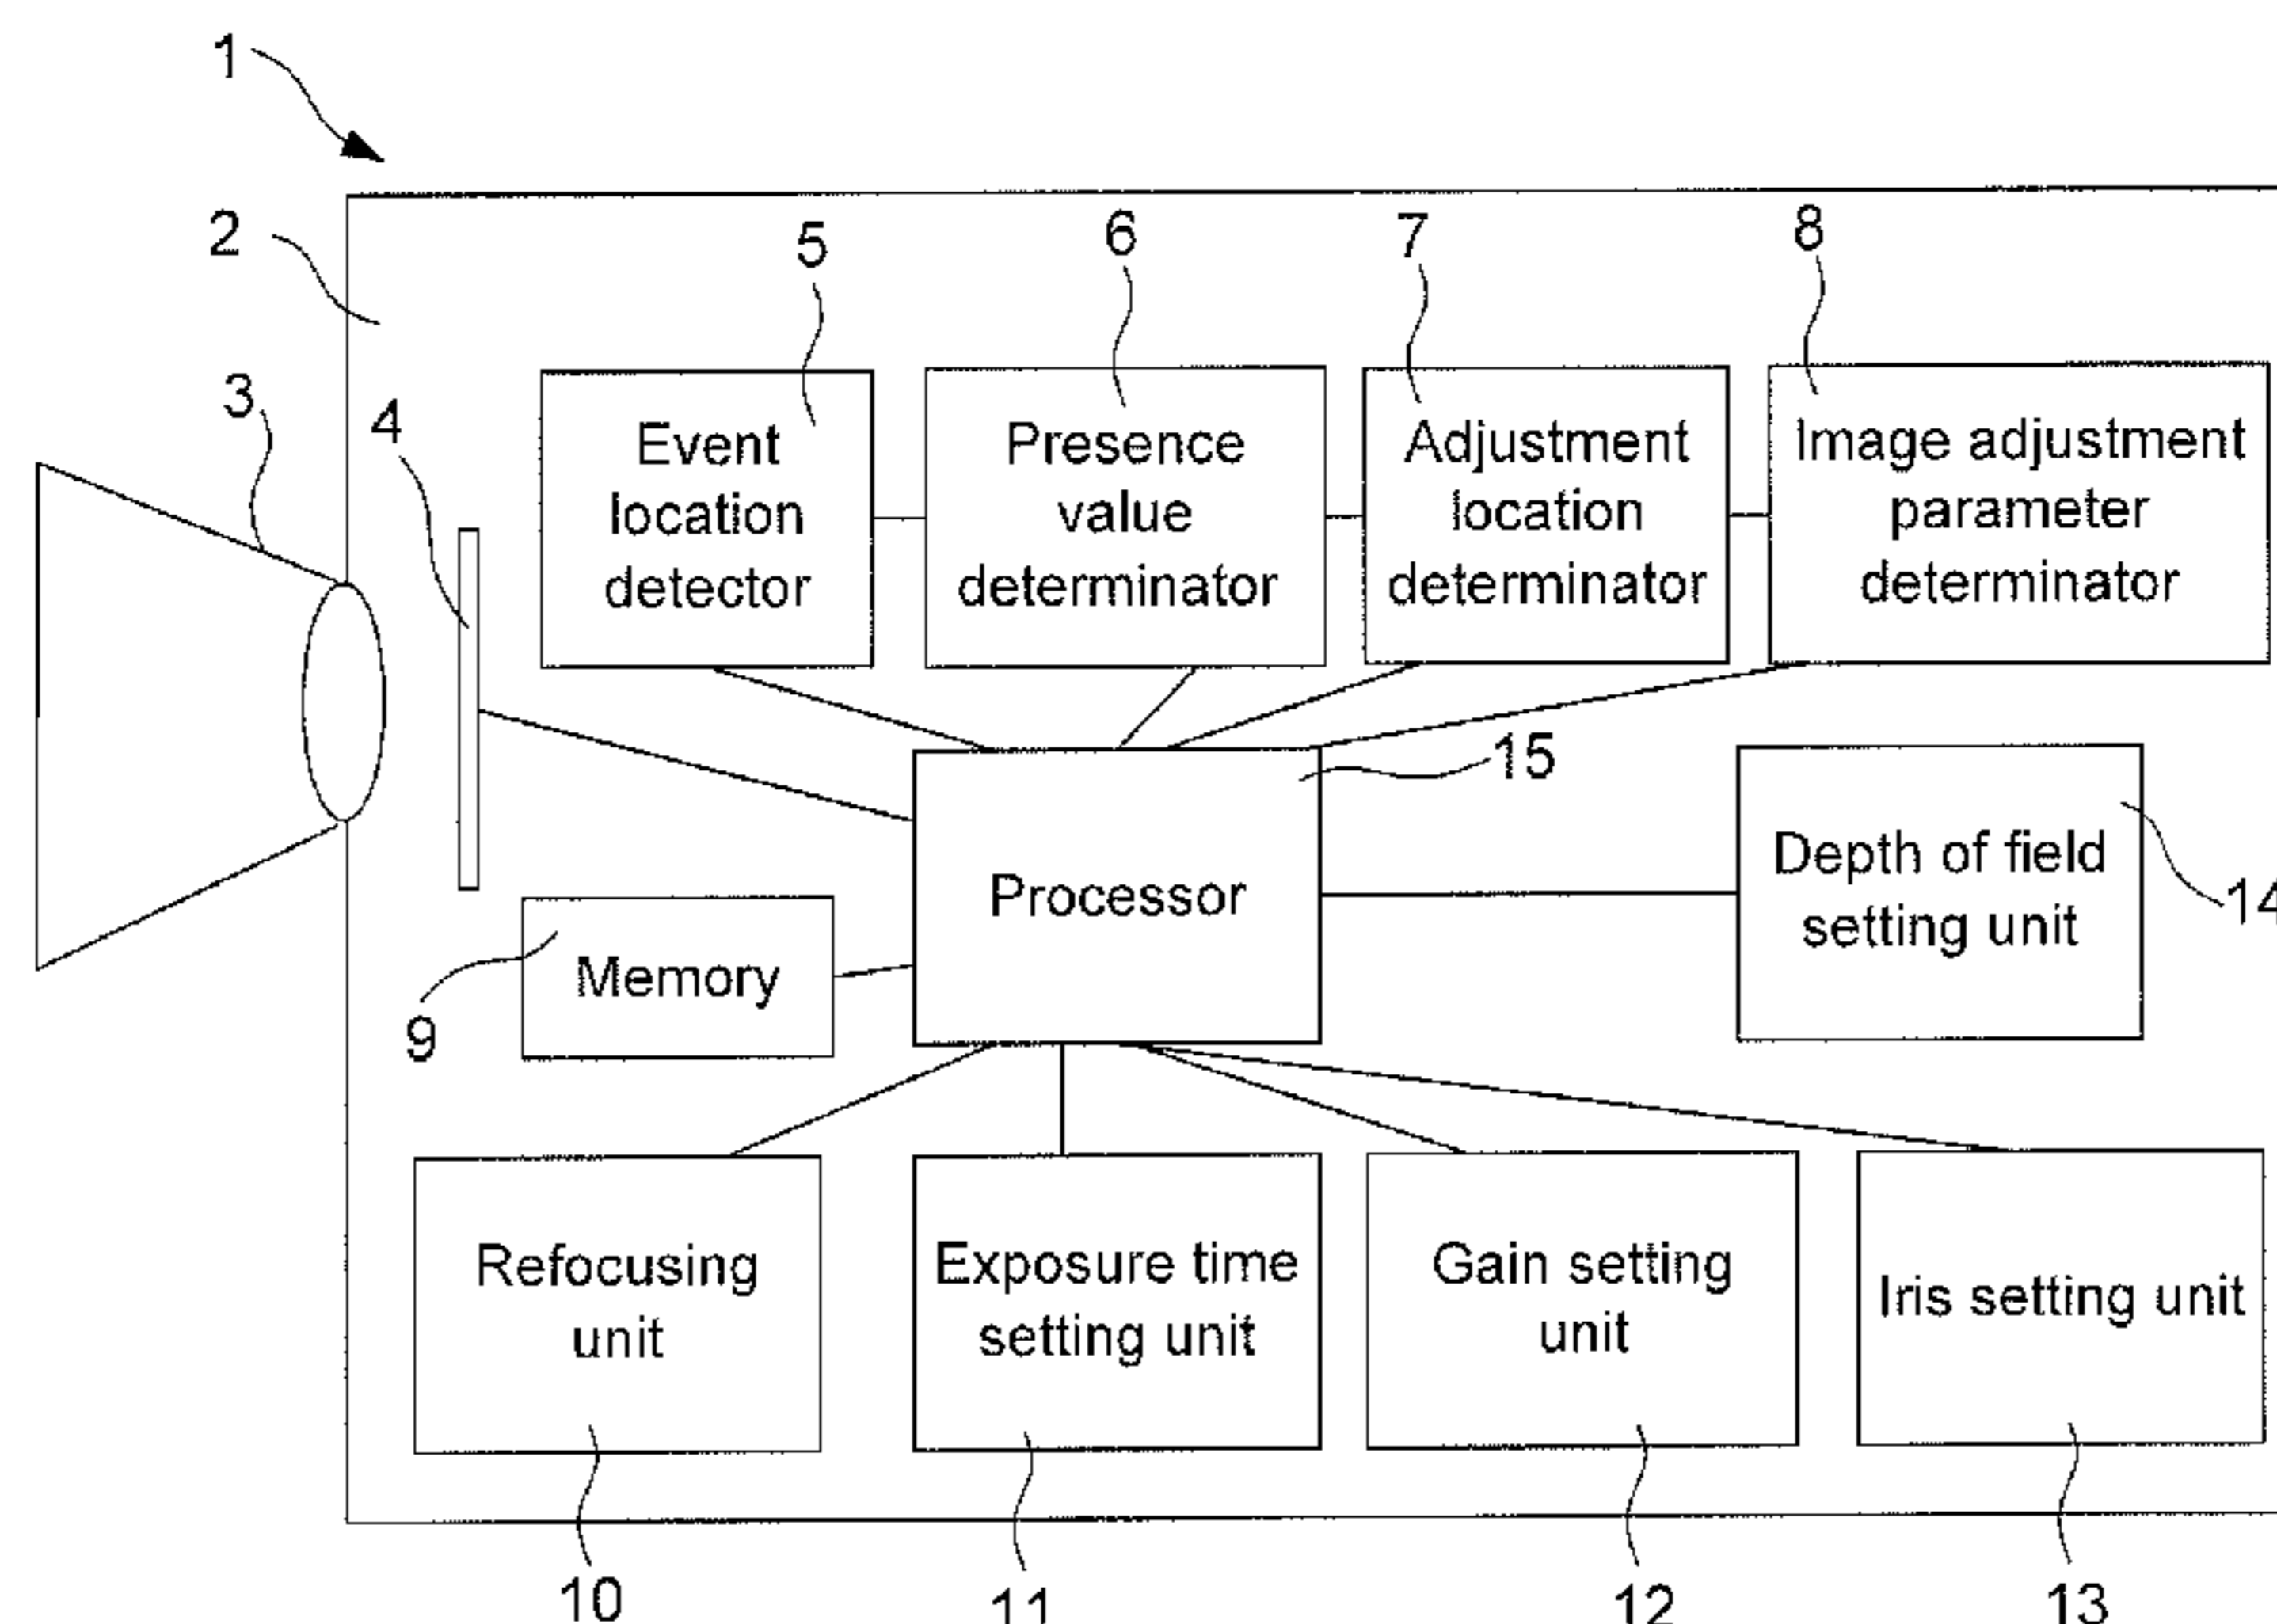 1
2
5
6
7
8
3
4
Event
location
detector
Presence
value
determinator
Adjustment
location
determinator
Image adjustment
parameter
determinator
15
Processor
Depth of field
setting unit
14
Memory
9
Refocusing
unit
Exposure time
setting unit
Gain setting
unit
Iris setting unit
10
11
12
13